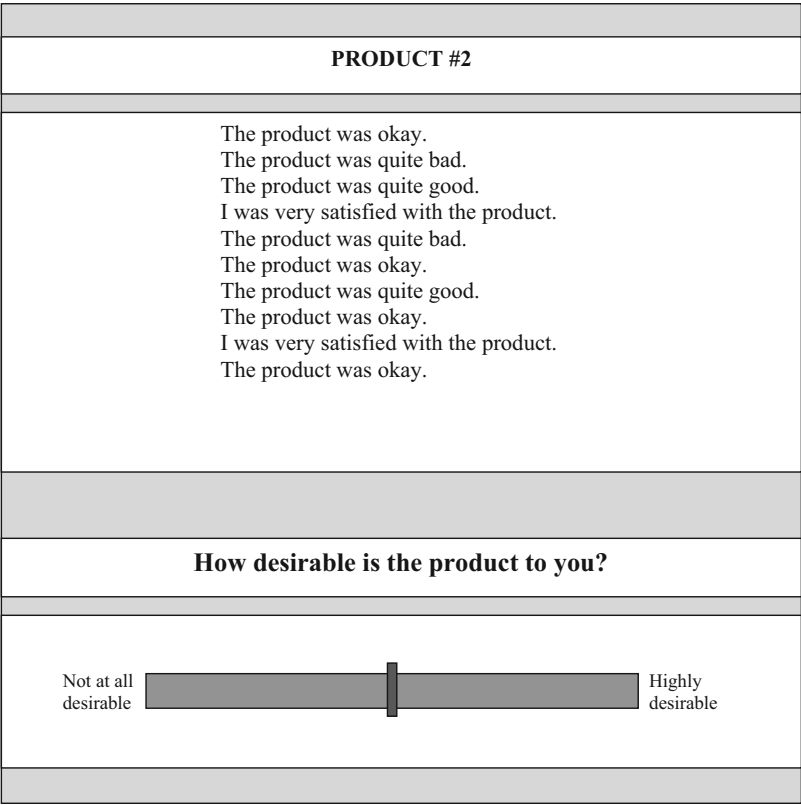 PRODUCT #2
The product was okay.
The product was quite bad.
The product was quite good.
I was very satisfied with the product.
The product was quite bad.
The product was okay.
The product was quite good.
The product was okay.
I was very satisfied with the product.
The product was okay.
How desirable is the product to you?
Not at all
desirable
Highly
desirable